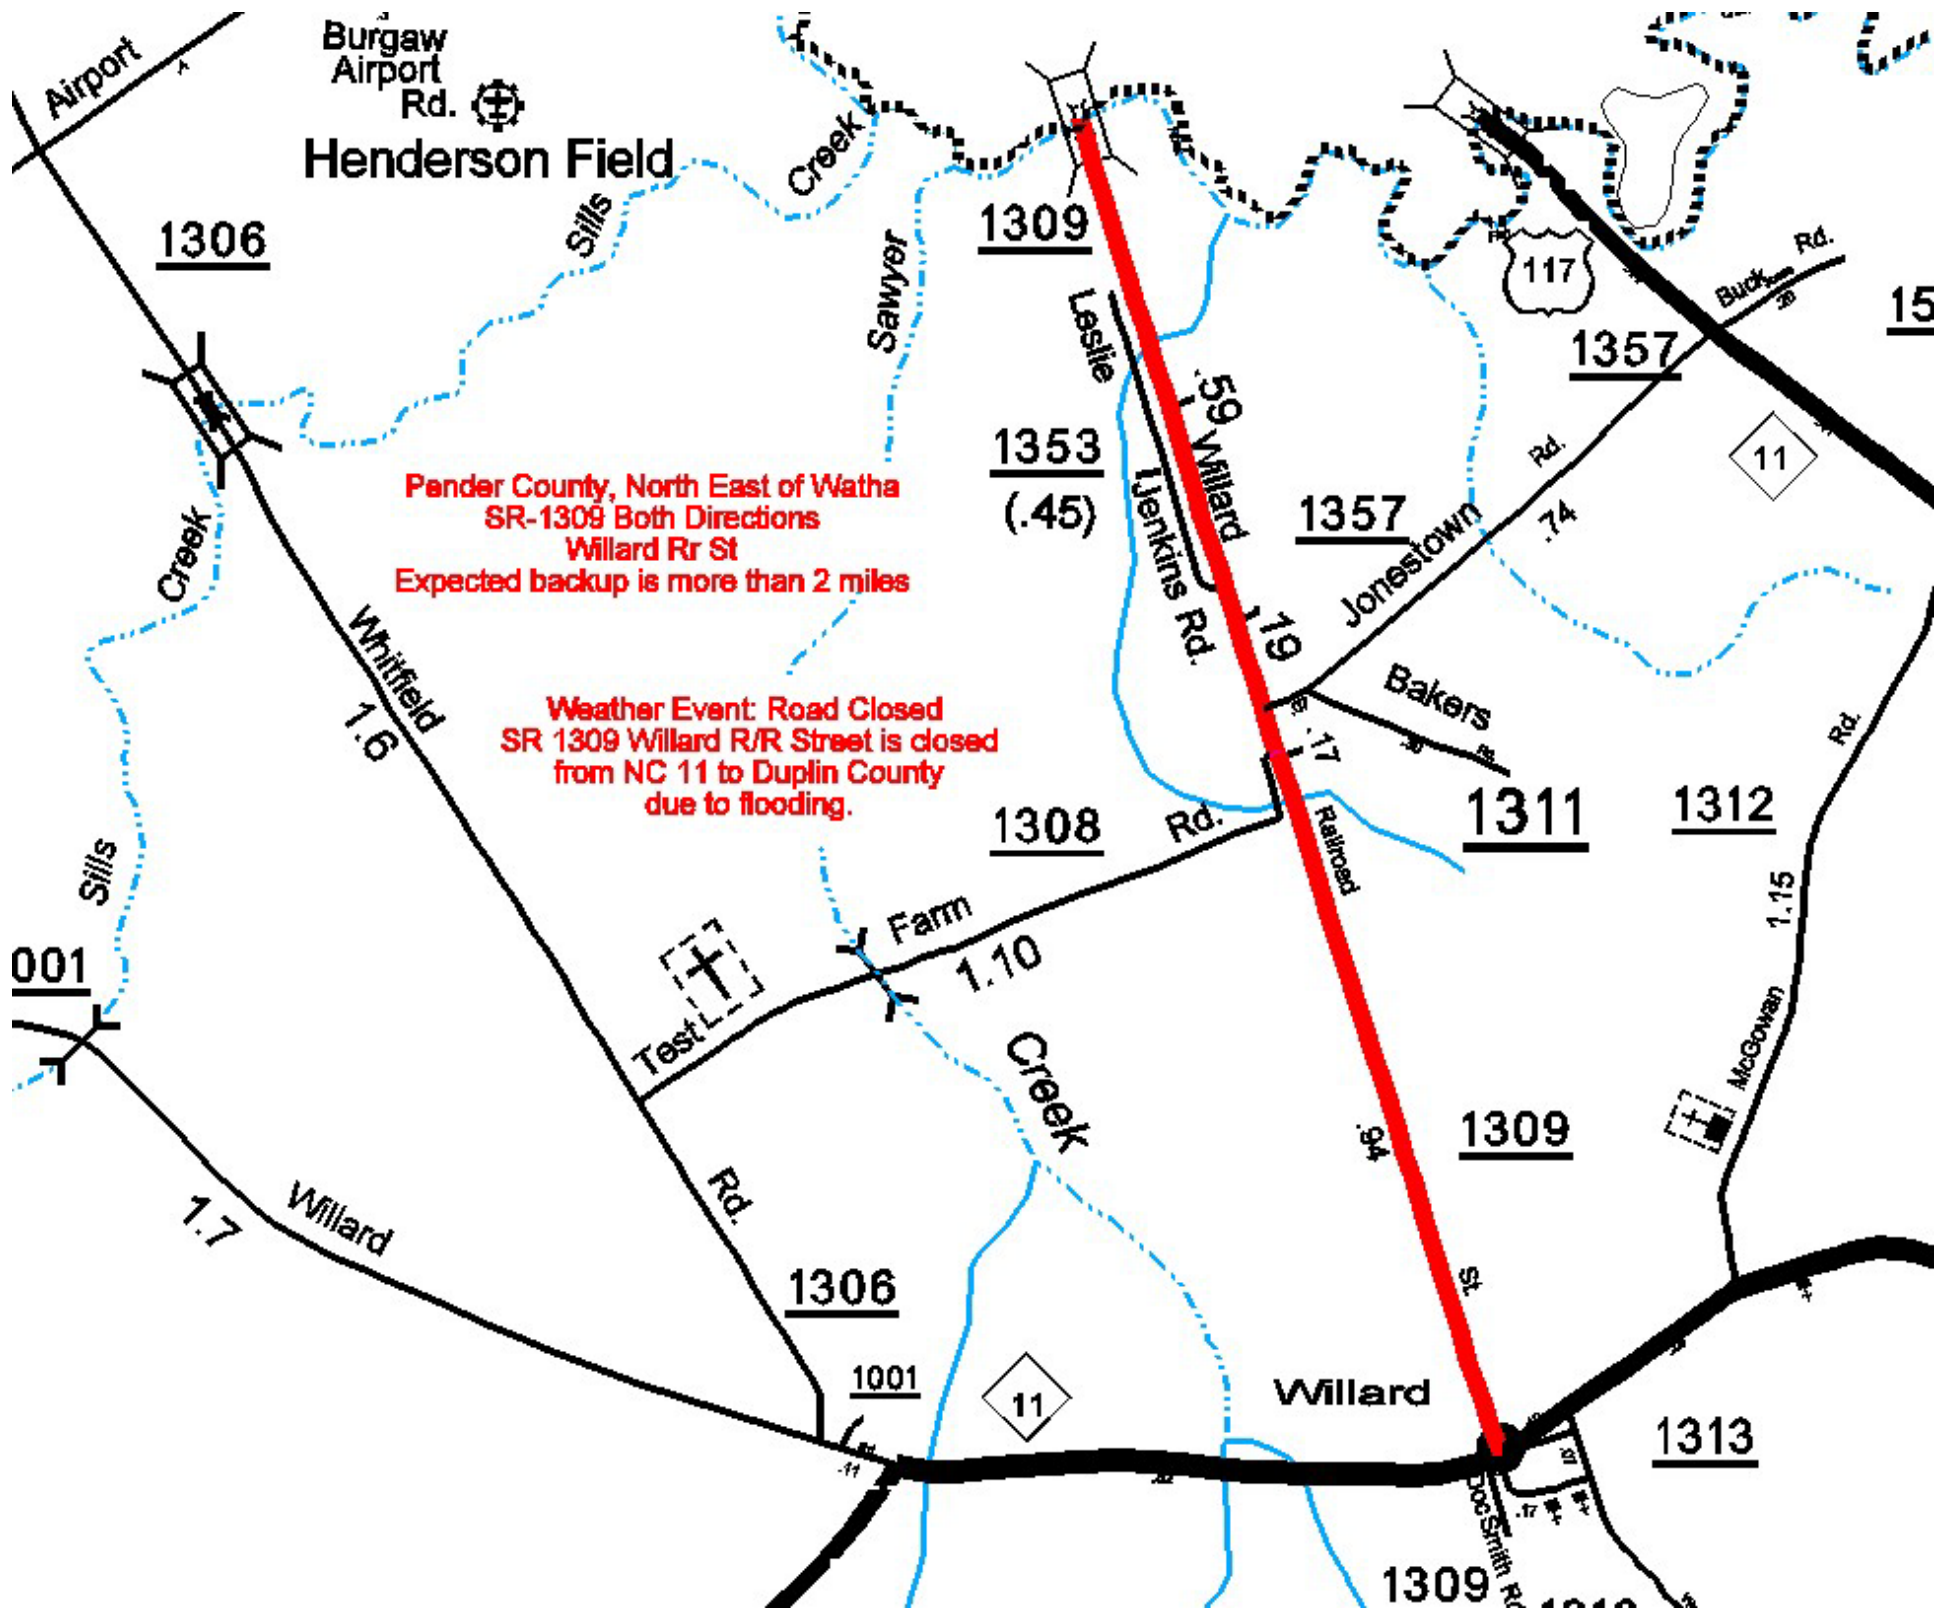 Burgaw
Airport
Rd.
Airport
Henderson Field
Creek
Sills
1306
1309
Sawyer
117
Buck
Rd.
15
1357
Leslie
.59
Willard
1353
(.45)
Jenkins Rd.
1357
Rd.
11
.74
Jonestown
Pender County, North East of Watha
SR-1309 Both Directions
Willard Rr St
Expected backup is more than 2 miles
Creek
Whitfield
1.6
.19
Bakers
.17
Weather Event: Road Closed
SR 1309 Willard R/R Street is closed
from NC 11 to Duplin County
due to flooding.
Rd.
1308
Rd.
Railroad
1311
1312
1.15
Sills
Farm
1.10
001
Test
Creek
McGowan
.94
1309
Rd.
Willard
1.7
St.
1306
1001
11
Willard
1313
.11
.17
.07
Doc Smith Rd
1309